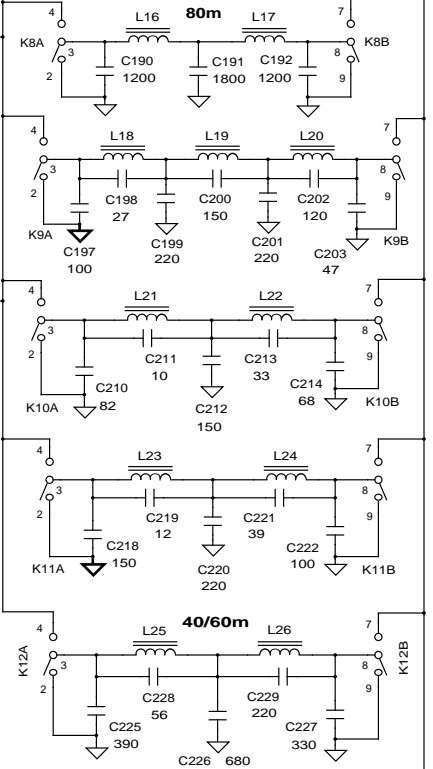 80m
L16 L17
4 7
K8A 3 8 K8B
2 9
C190 1200
C191 1800
C192 1200
L18 L19 L20
4 7
3 8
2 9
K9A K9B
C197 100
C198 27
C199 220
C200 150
C201 220
C202 120
C203 47
L21 L22
4 7
3 8
2 9
K10A K10B
C210 82
C211 10
C212 150
C213 33
C214 68
L23 L24
4 7
3 8
2 9
K11A K11B
C218 150
C219 12
C220 220
C221 39
C222 100
40/60m
L25 L26
4 7
K12A 3 8 K12B
2 9
C225 390
C228 56
C226 680
C229 220
C227 330